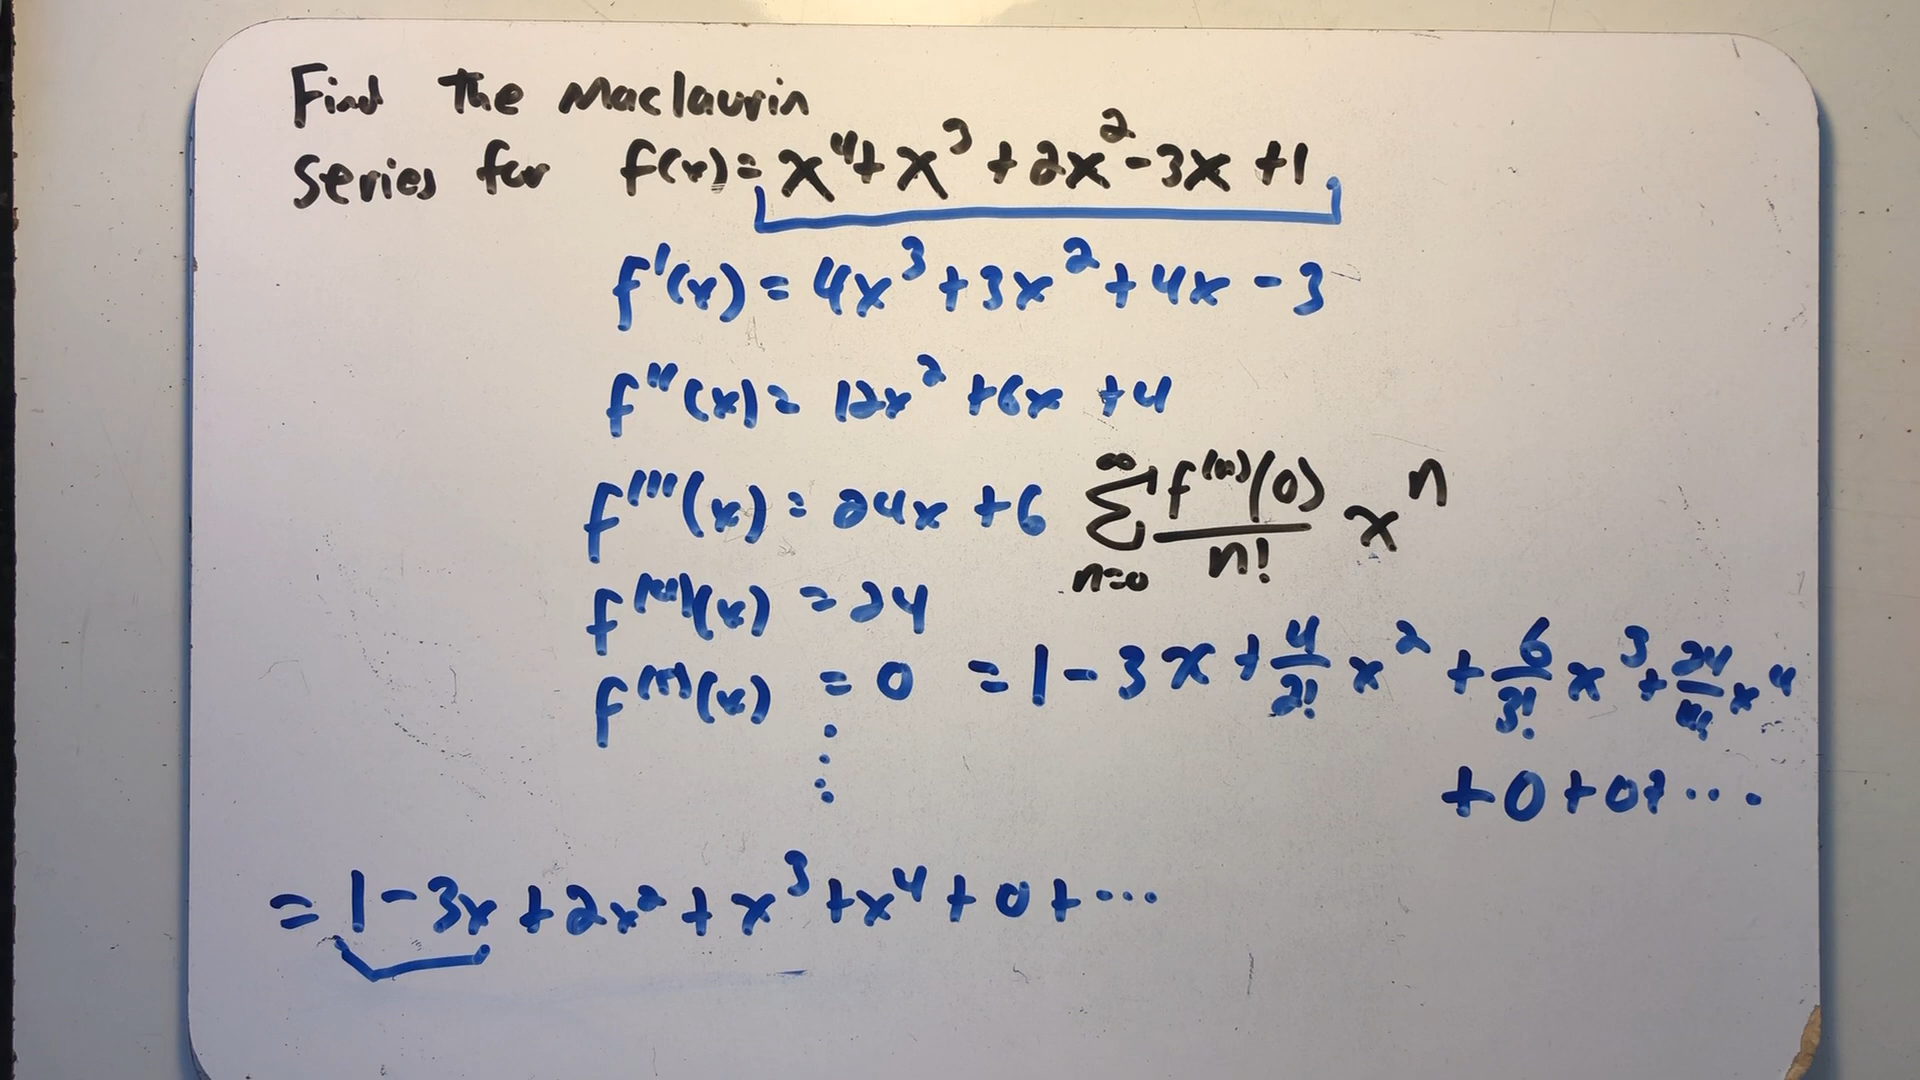 Find The Maclaurin
Series for f(x) = x⁴ + x³ + 2x² - 3x + 1
f'(x) = 4x³ + 3x² + 4x - 3
f''(x) = 12x² + 6x + 4
f'''(x) = 24x + 6
∞ Σ n=0 f⁽ⁿ⁾(0) / n! xⁿ
f⁽⁴⁾(x) = 24
f⁽⁵⁾(x) = 0
= 1 - 3x + 4/2! x² + 6/3! x³ + 24/4! x⁴
+ 0 + 0 + ...
= 1 - 3x + 2x² + x³ + x⁴ + 0 + ...